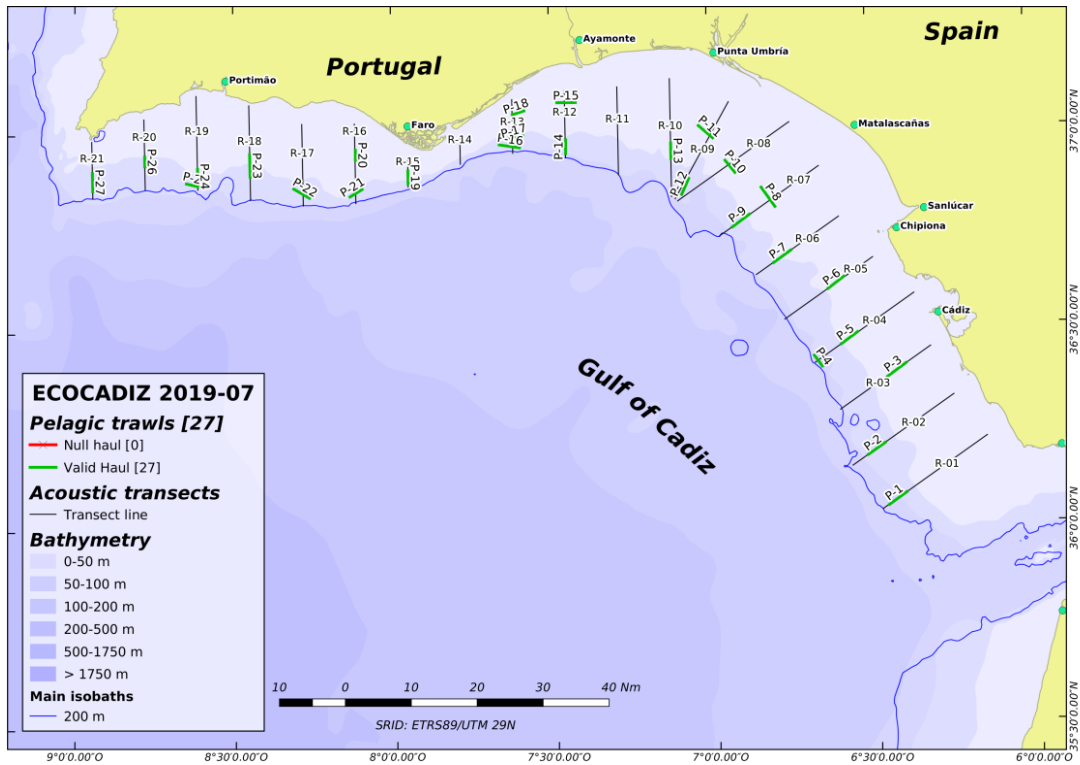 Spain
Ayamonte
Punta Umbría
Portugal
Portimão
Faro
Matalascañas
Sanlúcar
Chipiona
Cádiz
Gulf of Cadiz
R-21
R-20
R-19
R-18
R-17
R-16
R-15
R-14
R-13
R-12
R-11
R-10
R-09
R-08
R-07
R-06
R-05
R-04
R-03
R-02
R-01
P-27
P-26
P-24
P-23
P-22
P-21
P-20
P-19
P-18
P-17
P-16
P-15
P-14
P-13
P-12
P-11
P-10
P-9
P-8
P-7
P-6
P-5
P-4
P-3
P-2
P-1
ECOCADIZ 2019-07
Pelagic trawls [27]
Null haul [0]
Valid Haul [27]
Acoustic transects
Transect line
Bathymetry
0-50 m
50-100 m
100-200 m
200-500 m
500-1750 m
> 1750 m
Main isobaths
200 m
10 0 10 20 30 40 Nm
SRID: ETRS89/UTM 29N
37°0'0.00"N
36°30'0.00"N
36°0'0.00"N
35°30'0.00"N
9°0'0.00"O 8°30'0.00"O 8°0'0.00"O 7°30'0.00"O 7°0'0.00"O 6°30'0.00"O 6°0'0.00"O